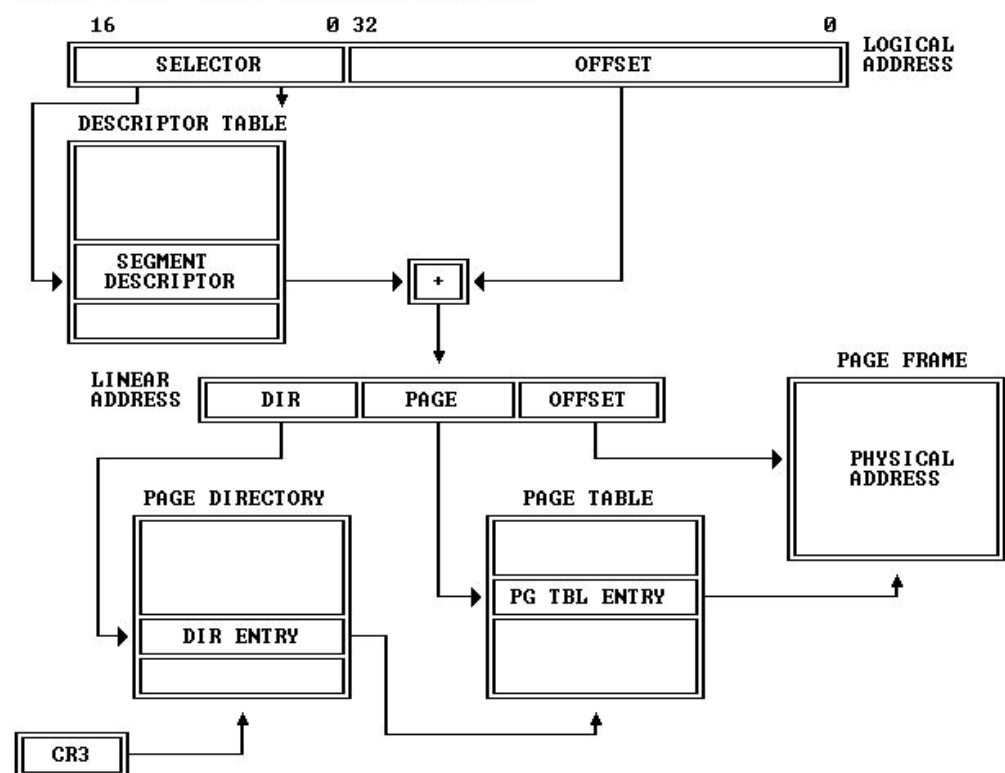 16 0 32 0
SELECTOR OFFSET
LOGICAL
ADDRESS
DESCRIPTOR TABLE
SEGMENT
DESCRIPTOR
+
LINEAR
ADDRESS
DIR PAGE OFFSET
PAGE FRAME
PHYSICAL
ADDRESS
PAGE DIRECTORY
PAGE TABLE
PG TBL ENTRY
DIR ENTRY
CR3